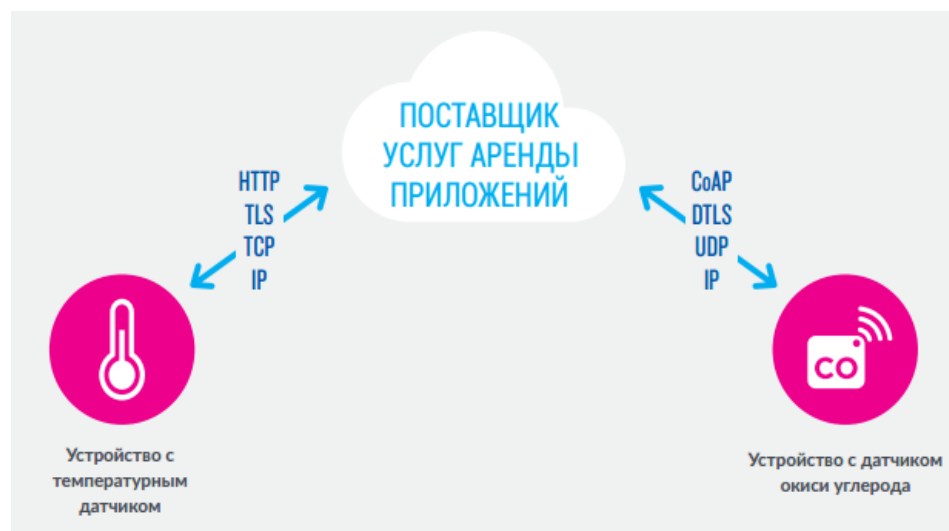 ПОСТАВЩИК
УСЛУГ АРЕНДЫ
ПРИЛОЖЕНИЙ
HTTP
TLS
TCP
IP
CoAP
DTLS
UDP
IP
CO
Устройство с
температурным
датчиком
Устройство с датчиком
окиси углерода